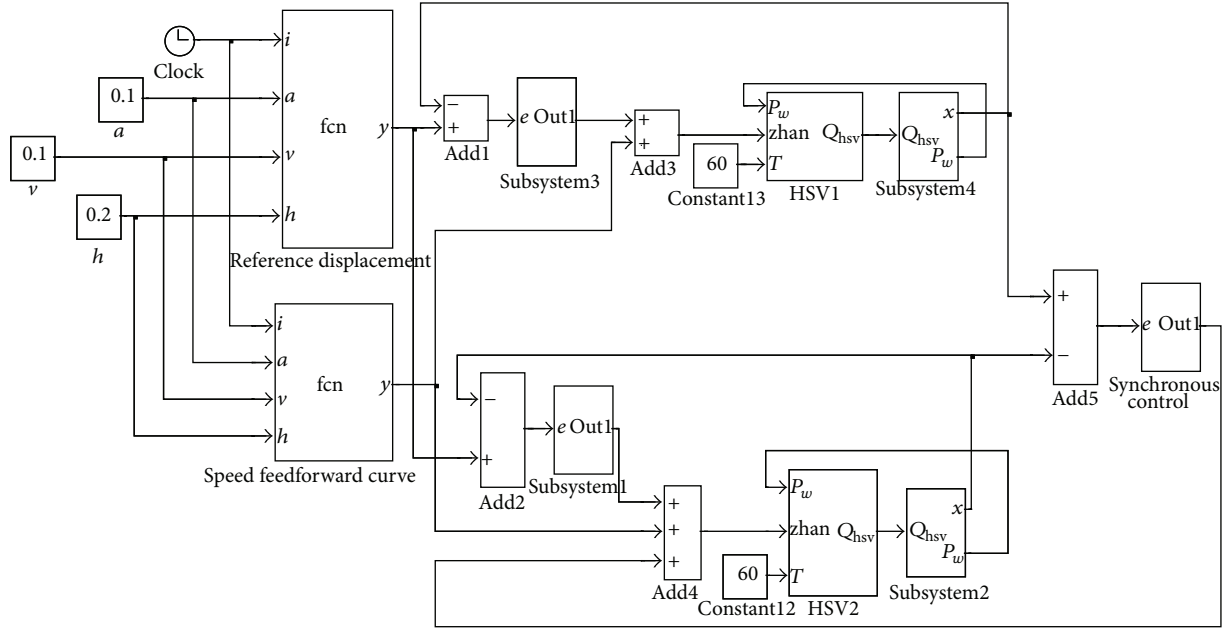 Clock
0.1
a
0.1
v
0.2
h
i
a
v
h
fcn
y
Reference displacement
i
a
v
h
fcn
y
Speed feedforward curve
−
+
Add1
e Out1
Subsystem3
+
+
Add3
60
Constant13
P_w
zhan
T
Q_hsv
HSV1
Q_hsv
x
P_w
Subsystem4
+
−
Add5
e Out1
Synchronous
control
−
+
Add2
e Out1
Subsystem1
+
+
+
Add4
60
Constant12
P_w
zhan
T
Q_hsv
HSV2
x
Q_hsv
P_w
Subsystem2